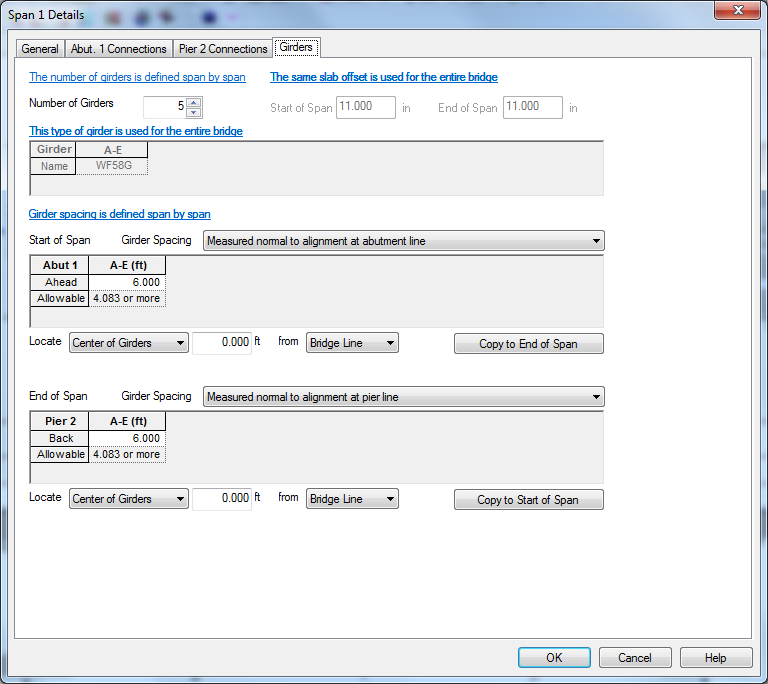 Span 1 Details
General Abut. 1 Connections Pier 2 Connections Girders
The number of girders is defined span by span The same slab offset is used for the entire bridge
Number of Girders 5 Start of Span 11.000 in End of Span 11.000 in
This type of girder is used for the entire bridge
Girder A-E
Name WF58G
Girder spacing is defined span by span
Start of Span Girder Spacing Measured normal to alignment at abutment line
Abut 1 A-E (ft)
Ahead 6.000
Allowable 4.083 or more
Locate Center of Girders 0.000 ft from Bridge Line Copy to End of Span
End of Span Girder Spacing Measured normal to alignment at pier line
Pier 2 A-E (ft)
Back 6.000
Allowable 4.083 or more
Locate Center of Girders 0.000 ft from Bridge Line Copy to Start of Span
OK Cancel Help